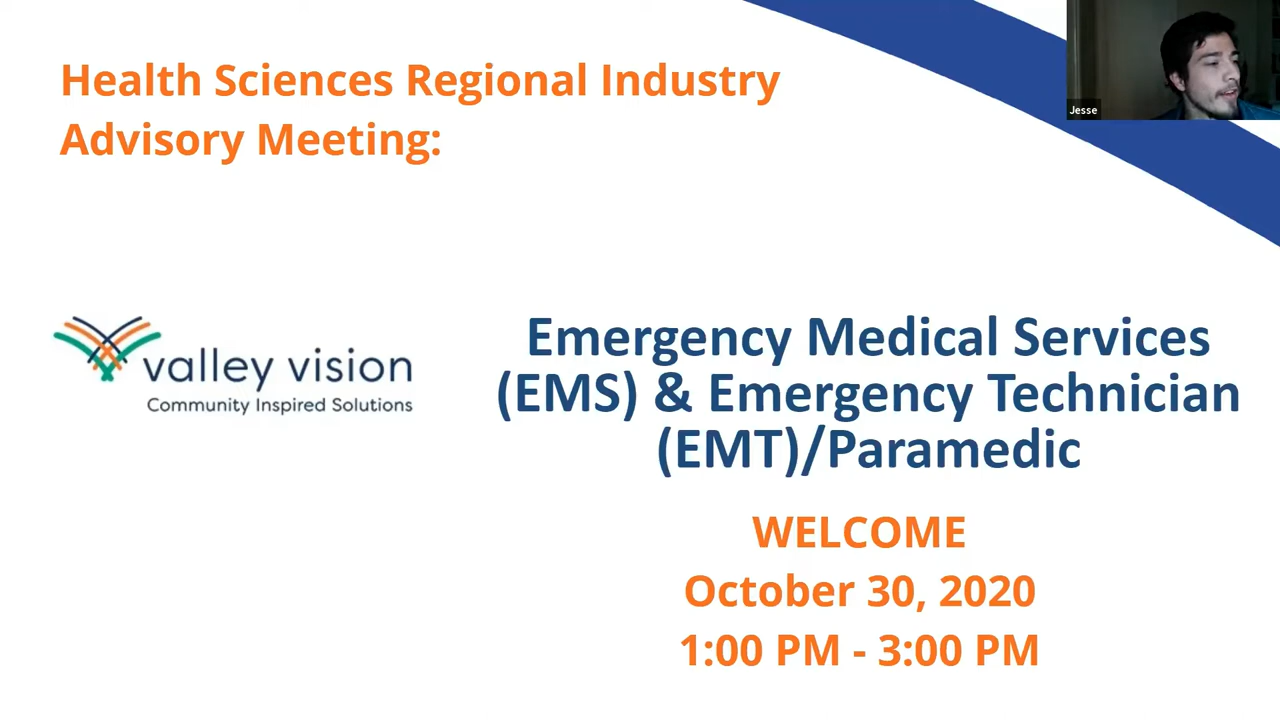 Health Sciences Regional Industry
Advisory Meeting:
Jesse
valley vision
Community Inspired Solutions
Emergency Medical Services
(EMS) & Emergency Technician
(EMT)/Paramedic
WELCOME
October 30, 2020
1:00 PM - 3:00 PM